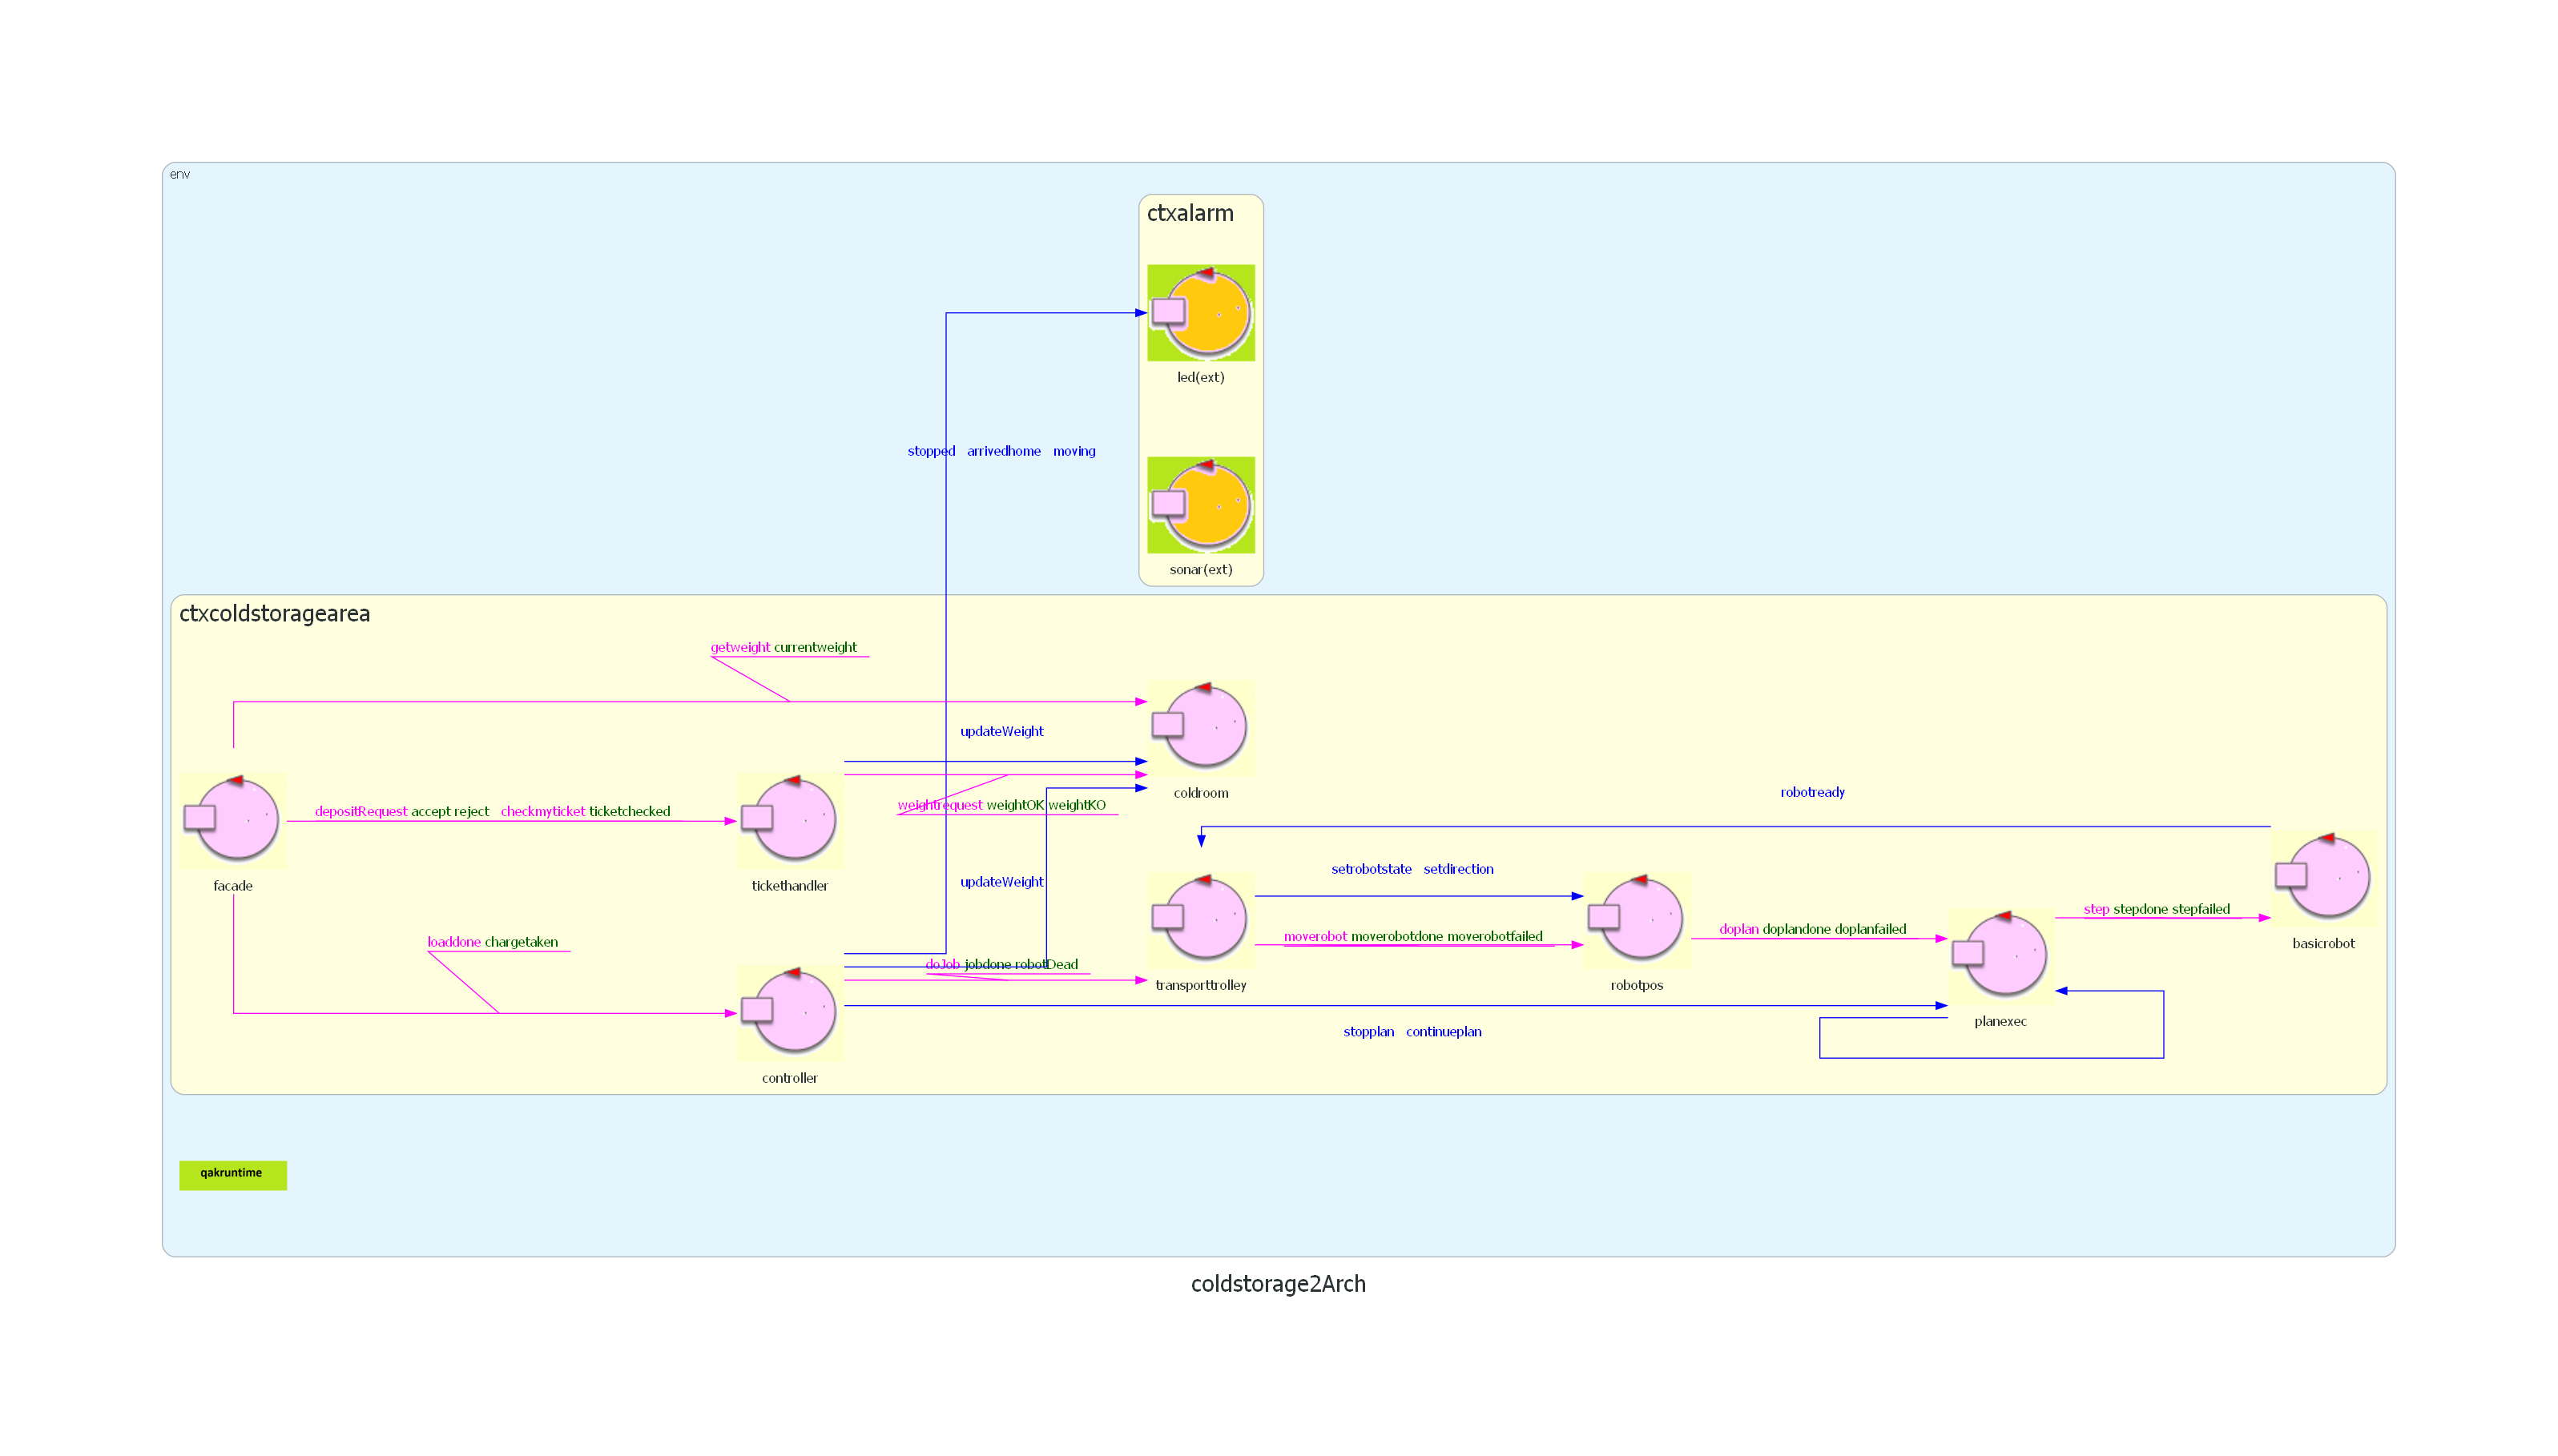 env
ctxalarm
led(ext)
stopped arrivedhome moving
sonar(ext)
ctxcoldstoragearea
getweight currentweight
updateWeight
coldroom
robotready
weightrequest weightOK weightKO
depositRequest accept reject checkmyticket ticketchecked
facade
tickethandler
updateWeight
setrobotstate setdirection
step stepdone stepfailed
doplan doplandone doplanfailed
moverobot moverobotdone moverobotfailed
basicrobot
loaddone chargetaken
doJob jobdone robotDead
transporttrolley
robotpos
planexec
stopplan continueplan
controller
qakruntime
coldstorage2Arch